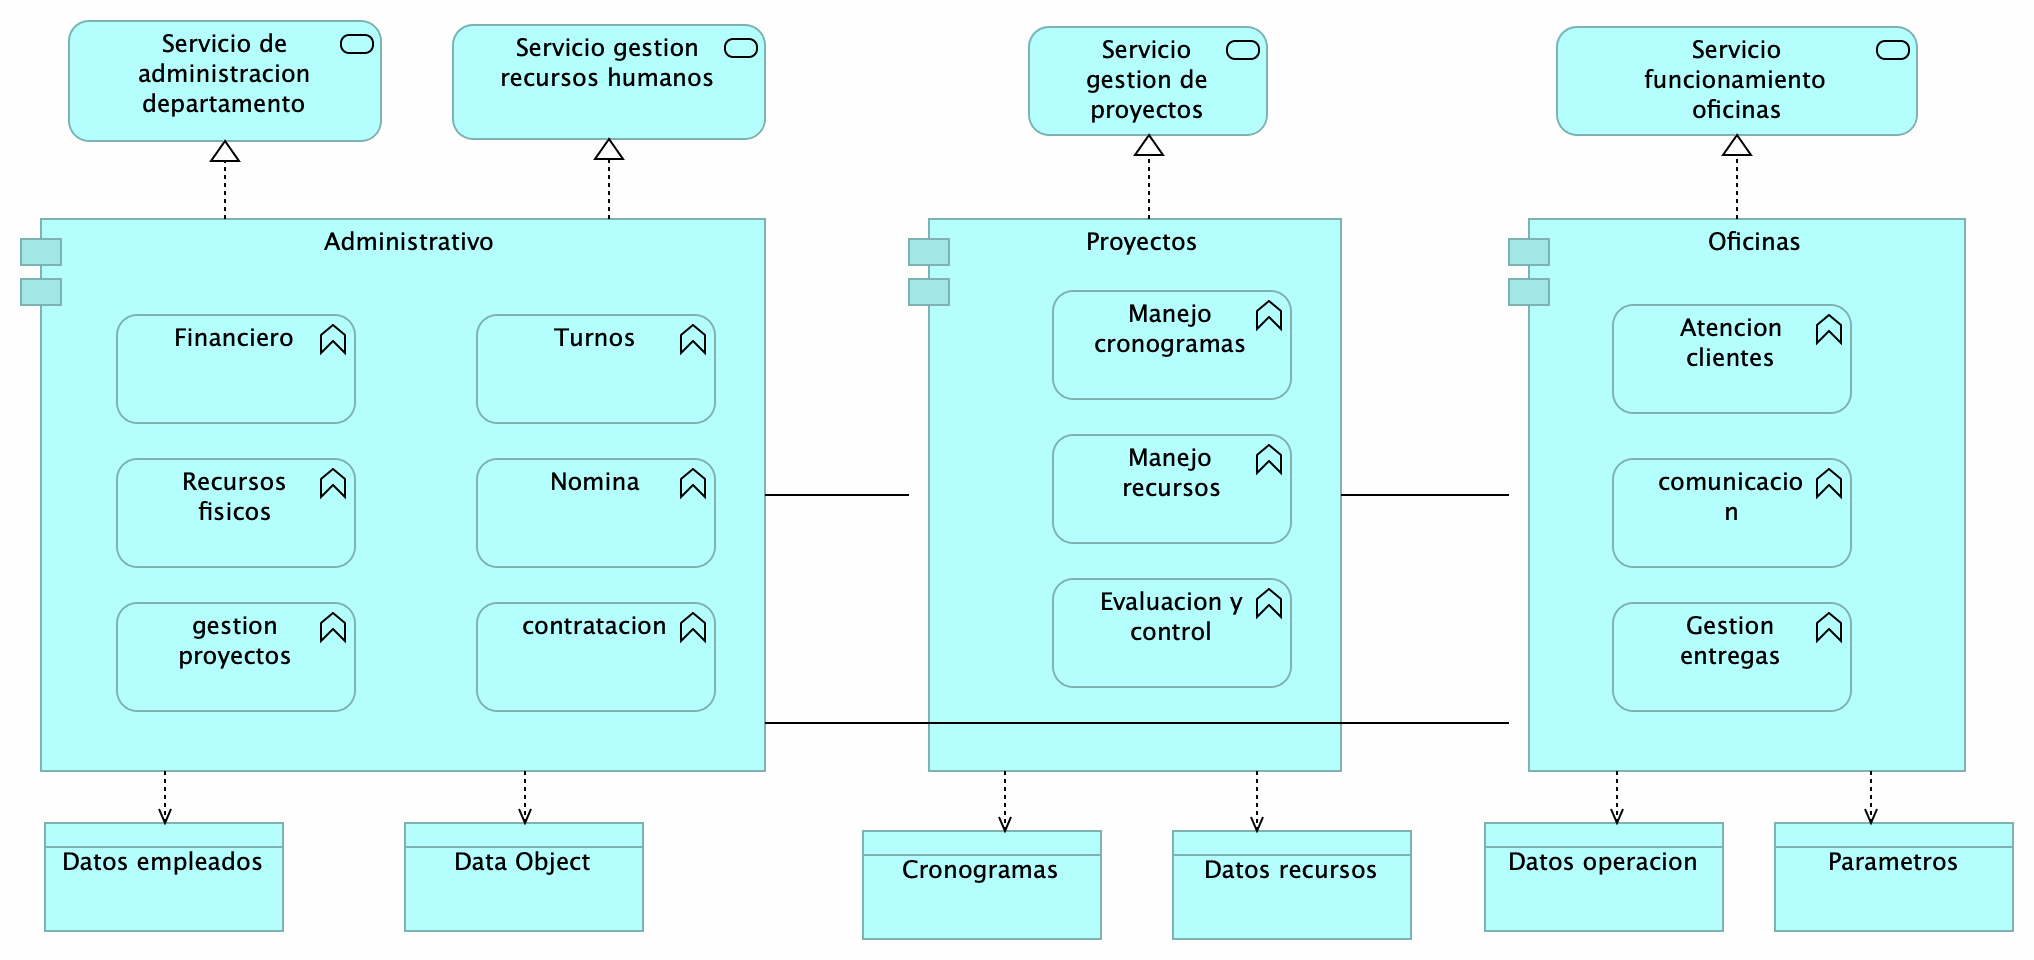 Servicio de
administracion
departamento
Servicio gestion
recursos humanos
Servicio
gestion de
proyectos
Servicio
funcionamiento
oficinas
Administrativo
Financiero
Turnos
Recursos
fisicos
Nomina
gestion
proyectos
contratacion
Proyectos
Manejo
cronogramas
Manejo
recursos
Evaluacion y
control
Oficinas
Atencion
clientes
comunicacio
n
Gestion
entregas
Datos empleados
Data Object
Cronogramas
Datos recursos
Datos operacion
Parametros